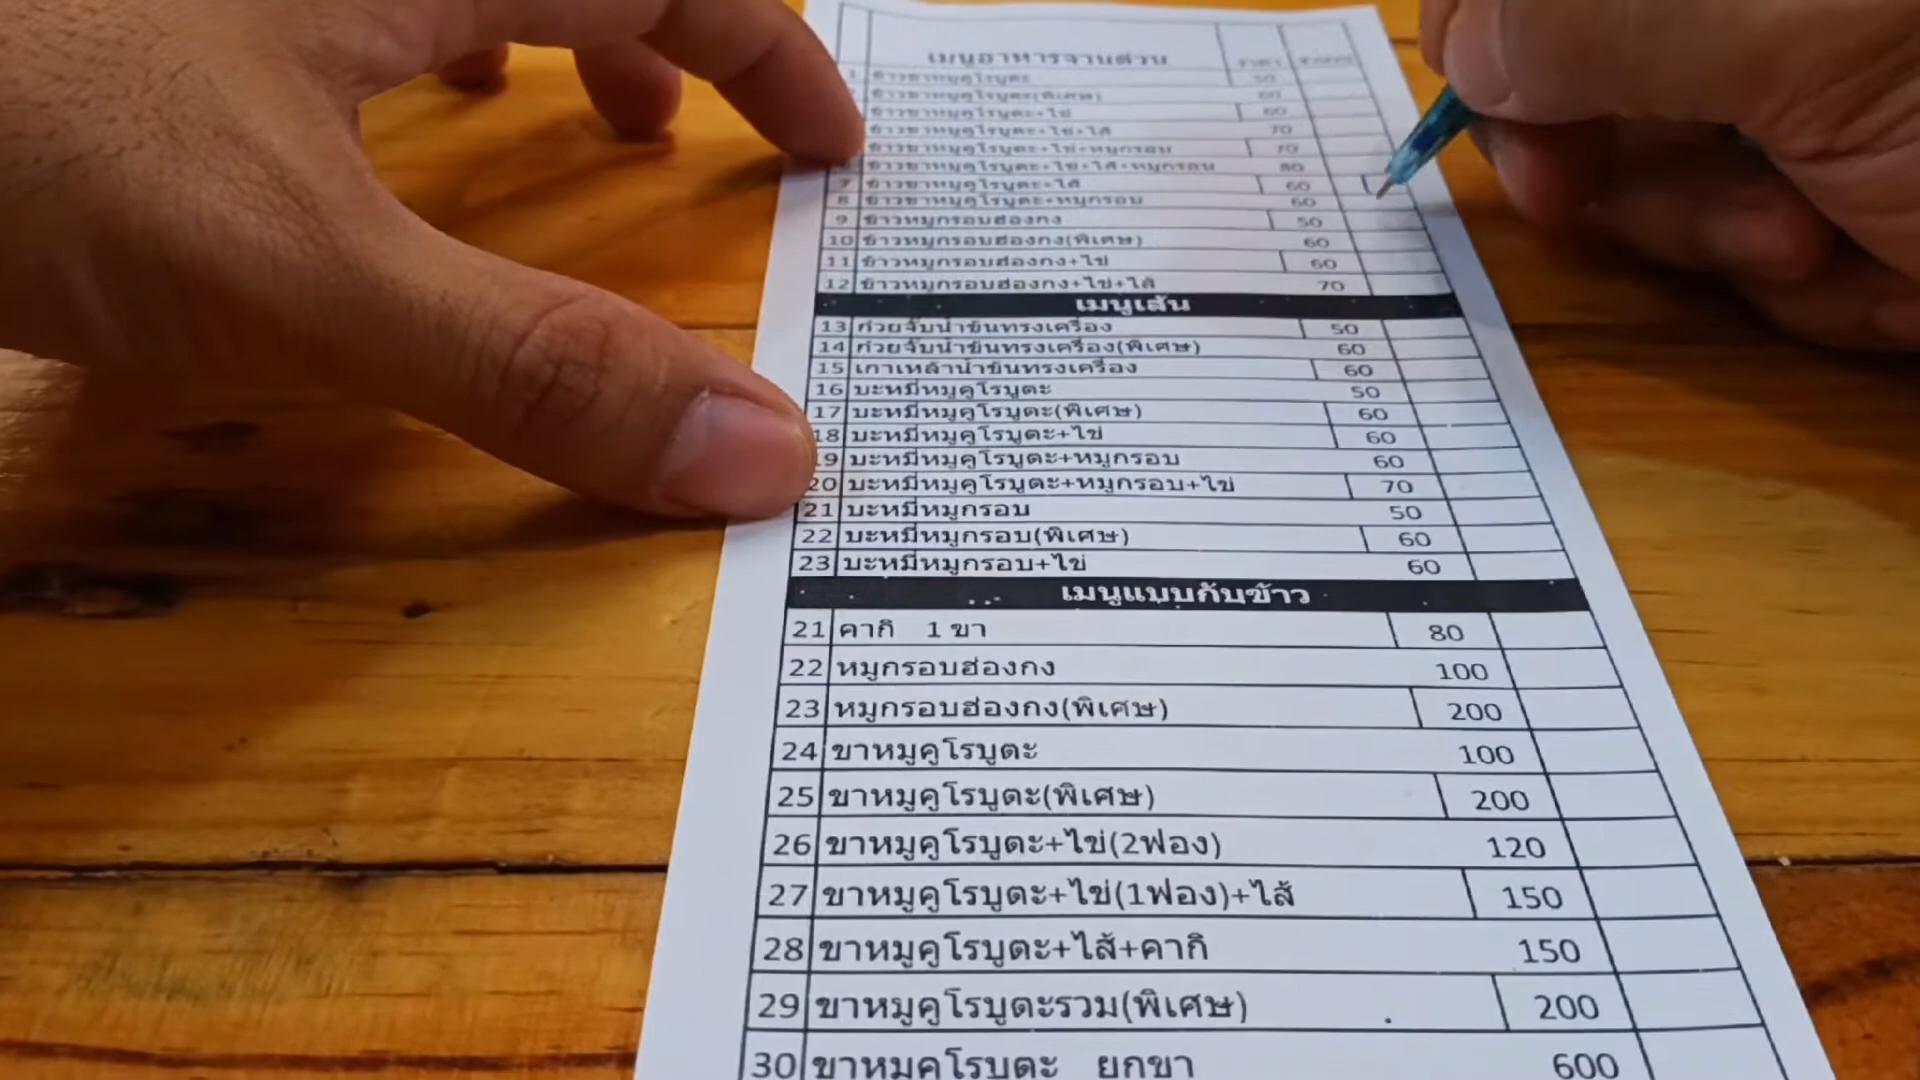 เมนูอาหารจานด่วน ราคา
ข้าวขาหมูคูโรบูตะ 50
ข้าวขาหมูคูโรบูตะ(พิเศษ) 60
ข้าวขาหมูคูโรบูตะ+ไข่ 60
ข้าวขาหมูคูโรบูตะ+ไข่+ไส้ 70
ข้าวขาหมูคูโรบูตะ+ไข่+หมูกรอบ 70
ข้าวขาหมูคูโรบูตะ+ไข่+ไส้+หมูกรอบ 80
7 ข้าวขาหมูคูโรบูตะ+ไส้ 60
8 ข้าวขาหมูคูโรบูตะ+หมูกรอบ 60
9 ข้าวหมูกรอบฮ่องกง 50
10 ข้าวหมูกรอบฮ่องกง(พิเศษ) 60
11 ข้าวหมูกรอบฮ่องกง+ไข่ 60
12 ข้าวหมูกรอบฮ่องกง+ไข่+ไส้ 70
เมนูเส้น
13 ก๋วยจั๊บน้ำข้นทรงเครื่อง 50
14 ก๋วยจั๊บน้ำข้นทรงเครื่อง(พิเศษ) 60
15 เกาเหล้าน้ำข้นทรงเครื่อง 60
16 บะหมี่หมูคูโรบูตะ 50
17 บะหมี่หมูคูโรบูตะ(พิเศษ) 60
18 บะหมี่หมูคูโรบูตะ+ไข่ 60
19 บะหมี่หมูคูโรบูตะ+หมูกรอบ 60
20 บะหมี่หมูคูโรบูตะ+หมูกรอบ+ไข่ 70
21 บะหมี่หมูกรอบ 50
22 บะหมี่หมูกรอบ(พิเศษ) 60
23 บะหมี่หมูกรอบ+ไข่ 60
เมนูแบบกับข้าว
21 คากิ 1 ขา 80
22 หมูกรอบฮ่องกง 100
23 หมูกรอบฮ่องกง(พิเศษ) 200
24 ขาหมูคูโรบูตะ 100
25 ขาหมูคูโรบูตะ(พิเศษ) 200
26 ขาหมูคูโรบูตะ+ไข่(2ฟอง) 120
27 ขาหมูคูโรบูตะ+ไข่(1ฟอง)+ไส้ 150
28 ขาหมูคูโรบูตะ+ไส้+คากิ 150
29 ขาหมูคูโรบูตะรวม(พิเศษ) 200
30 ขาหมูคูโรบูตะ ยกขา 600